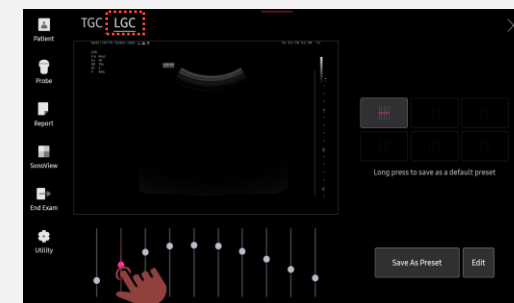 TGC LGC
Patient
Probe
Report
SonoView
End Exam
Utility
Long press to save as a default preset
Save As Preset
Edit